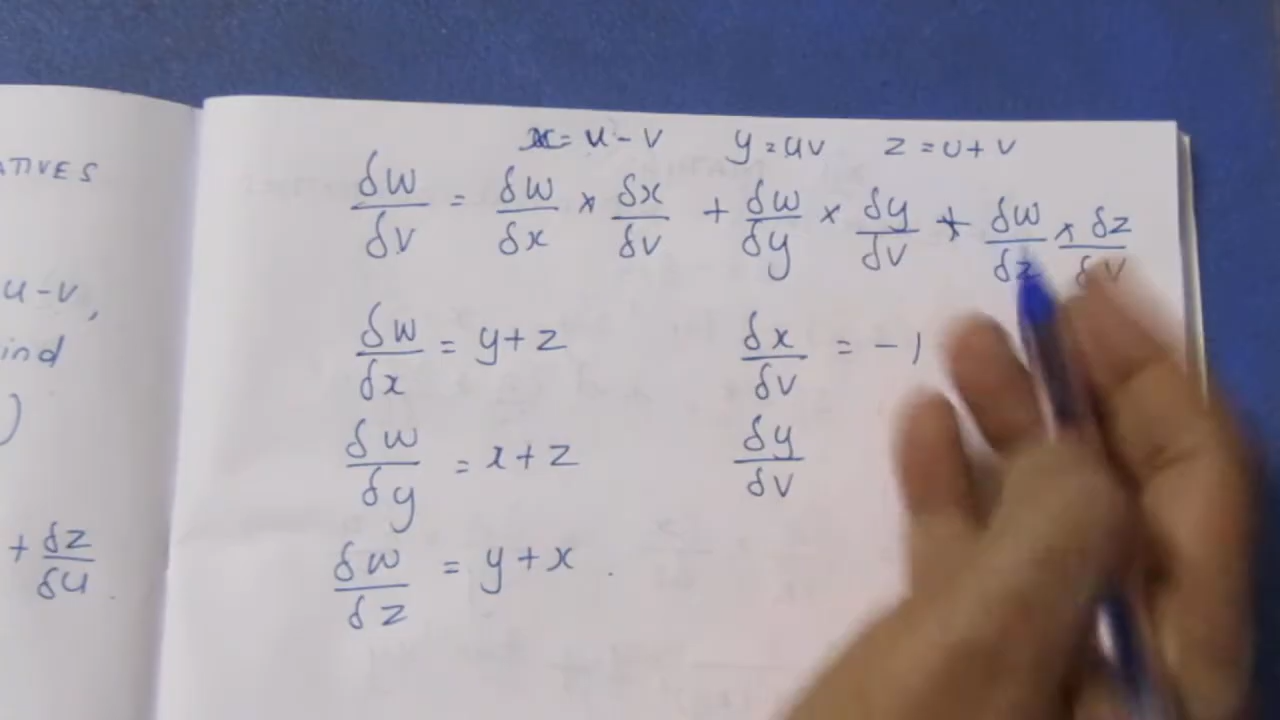 ATIVES
u-v,
ind
)
+ δz/δu .
x = u - v y = uv z = u + v
δw/δv = δw/δx × δx/δv + δw/δy × δy/δv + δw/δz × δz/δv
δw/δx = y+z δx/δv = -1
δw/δy = x+z δy/δv
δw/δz = y+x .